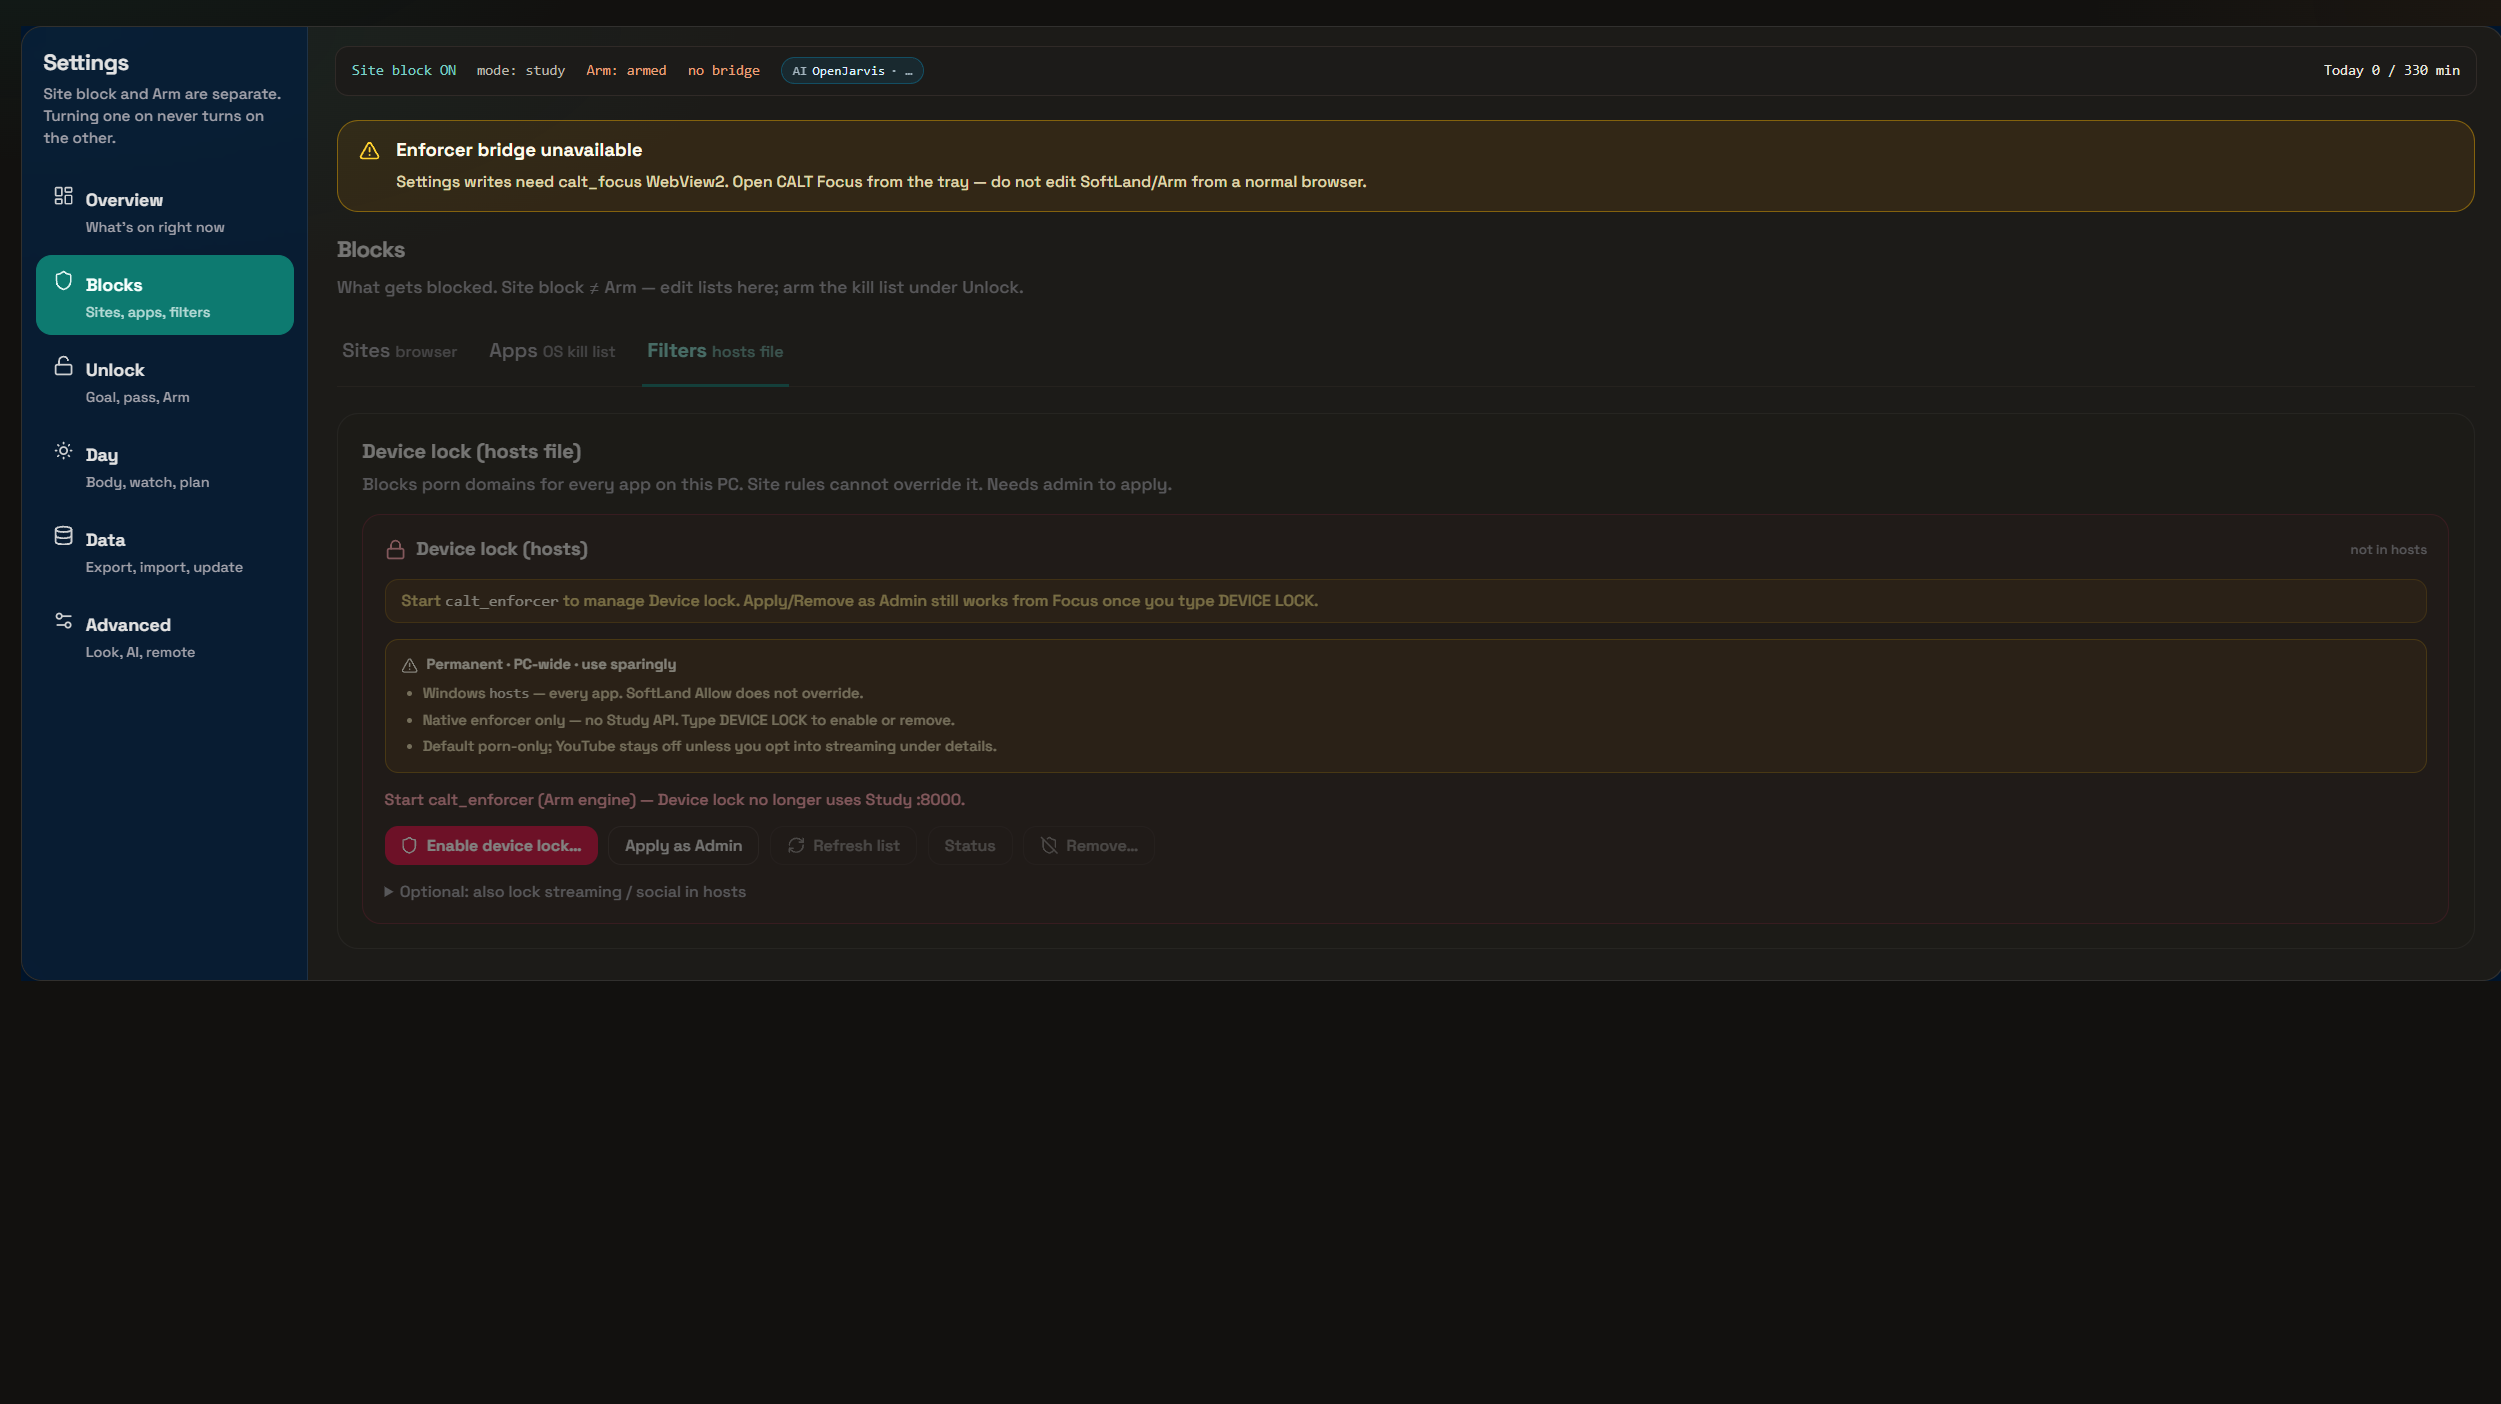 Settings
Site block and Arm are separate.
Turning one on never turns on
the other.
Overview
What's on right now
Blocks
Sites, apps, filters
Unlock
Goal, pass, Arm
Day
Body, watch, plan
Data
Export, import, update
Advanced
Look, AI, remote
Site block ON mode: study Arm: armed no bridge AI OpenJarvis · … Today 0 / 330 min
Enforcer bridge unavailable
Settings writes need calt_focus WebView2. Open CALT Focus from the tray — do not edit SoftLand/Arm from a normal browser.
Blocks
What gets blocked. Site block ≠ Arm — edit lists here; arm the kill list under Unlock.
Sites browser Apps OS kill list Filters hosts file
Device lock (hosts file)
Blocks porn domains for every app on this PC. Site rules cannot override it. Needs admin to apply.
Device lock (hosts) not in hosts
Start calt_enforcer to manage Device lock. Apply/Remove as Admin still works from Focus once you type DEVICE LOCK.
Permanent · PC-wide · use sparingly
• Windows hosts — every app. SoftLand Allow does not override.
• Native enforcer only — no Study API. Type DEVICE LOCK to enable or remove.
• Default porn-only; YouTube stays off unless you opt into streaming under details.
Start calt_enforcer (Arm engine) — Device lock no longer uses Study :8000.
Enable device lock… Apply as Admin Refresh list Status Remove…
▶ Optional: also lock streaming / social in hosts